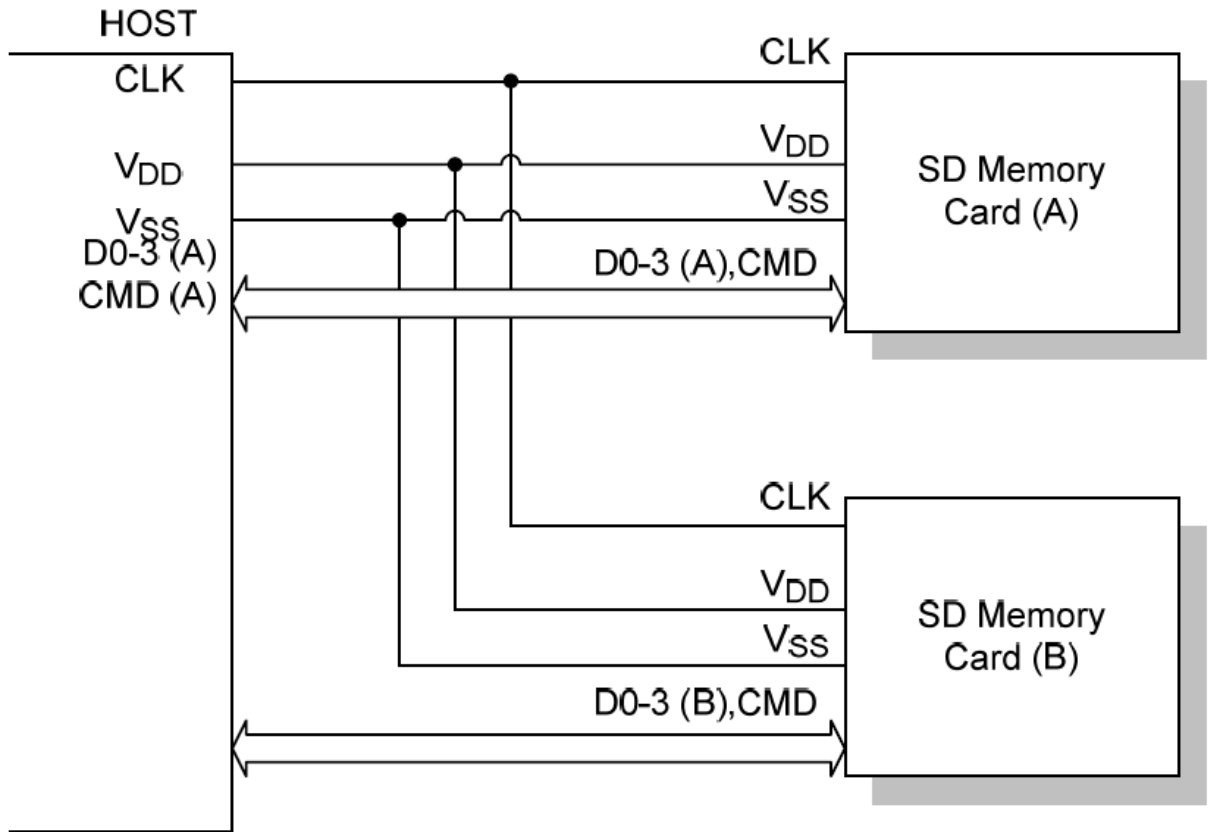 HOST
CLK
VDD
VSS
D0-3 (A)
CMD (A)
CLK
VDD
VSS
D0-3 (A),CMD
SD Memory
Card (A)
CLK
VDD
VSS
D0-3 (B),CMD
SD Memory
Card (B)